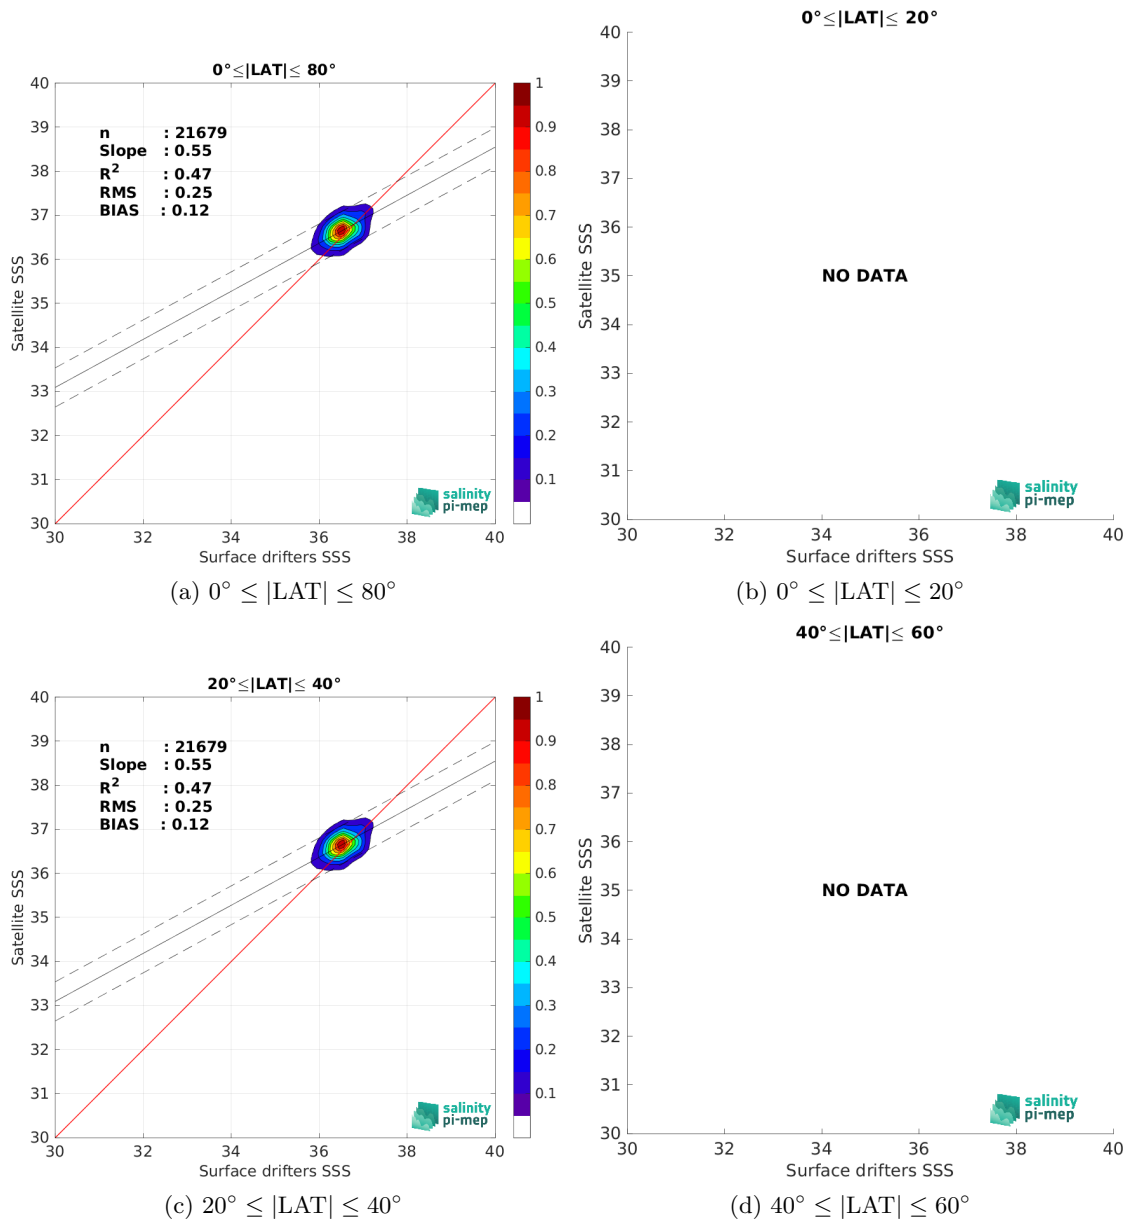 0°≤|LAT|≤ 80°
40
39
38
37
36
35
34
33
32
31
30
30 32 34 36 38 40
Satellite SSS
Surface drifters SSS
n : 21679
Slope : 0.55
R² : 0.47
RMS : 0.25
BIAS : 0.12
1
0.9
0.8
0.7
0.6
0.5
0.4
0.3
0.2
0.1
salinity
pi-mep
(a) 0° ≤ |LAT| ≤ 80°
0°≤|LAT|≤ 20°
40
39
38
37
36
35
34
33
32
31
30
30 32 34 36 38 40
Satellite SSS
Surface drifters SSS
NO DATA
salinity
pi-mep
(b) 0° ≤ |LAT| ≤ 20°
20°≤|LAT|≤ 40°
40
39
38
37
36
35
34
33
32
31
30
30 32 34 36 38 40
Satellite SSS
Surface drifters SSS
n : 21679
Slope : 0.55
R² : 0.47
RMS : 0.25
BIAS : 0.12
1
0.9
0.8
0.7
0.6
0.5
0.4
0.3
0.2
0.1
salinity
pi-mep
(c) 20° ≤ |LAT| ≤ 40°
40°≤|LAT|≤ 60°
40
39
38
37
36
35
34
33
32
31
30
30 32 34 36 38 40
Satellite SSS
Surface drifters SSS
NO DATA
salinity
pi-mep
(d) 40° ≤ |LAT| ≤ 60°